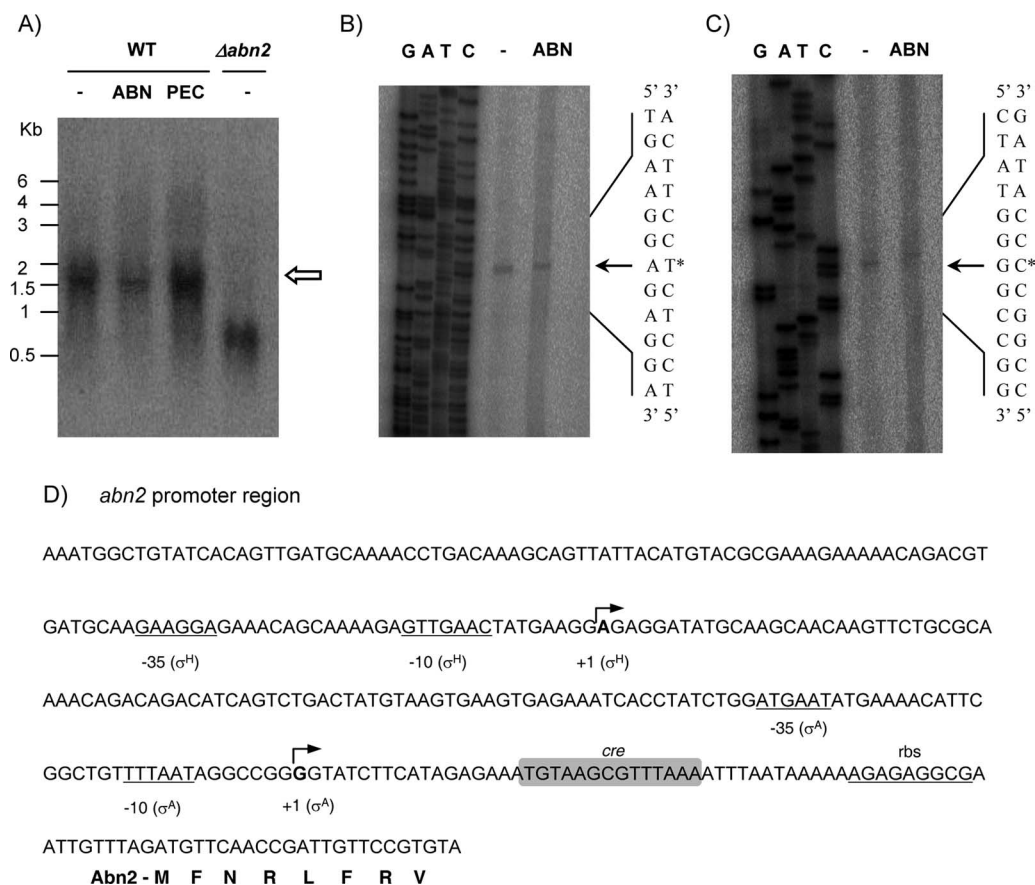 A)
WT Δabn2
- ABN PEC -
Kb
6
4
3
2
1.5
1
0.5
B)
G A T C - ABN
5’ 3’
T A
G C
A T
A T
G C
G C
A T*
G C
A T
G C
G C
A T
3’ 5’
C)
G A T C - ABN
5’ 3’
C G
T A
A T
T A
G C
G C
G C*
G C
C G
C G
G C
G C
3’ 5’
D) abn2 promoter region
AAATGGCTGTATCACAGTTGATGCAAAACCTGACAAAGCAGTTATTACATGTACGCGAAAGAAAAACAGACGT
GATGCAAGAAGGAGAAACAGCAAAAGAGTTGAACTATGAAGGAGAGGATATGCAAGCAACAAGTTCTGCGCA
-35 (σH) -10 (σH) +1 (σH)
AAACAGACAGACATCAGTCTGACTATGTAAGTGAAGTGAGAAATCACCTATCTGGATGAATATGAAAACATTC
-35 (σA)
cre rbs
GGCTGTTTTAATAGGCCGGGGGTATCTTCATAGAGAAATGTAAGCGTTTAAAATTTAATAAAAAAGAGAGGCGA
-10 (σA) +1 (σA)
ATTGTTTAGATGTTCAACCGATTGTTCCGTGTA
Abn2 - M F N R L F R V